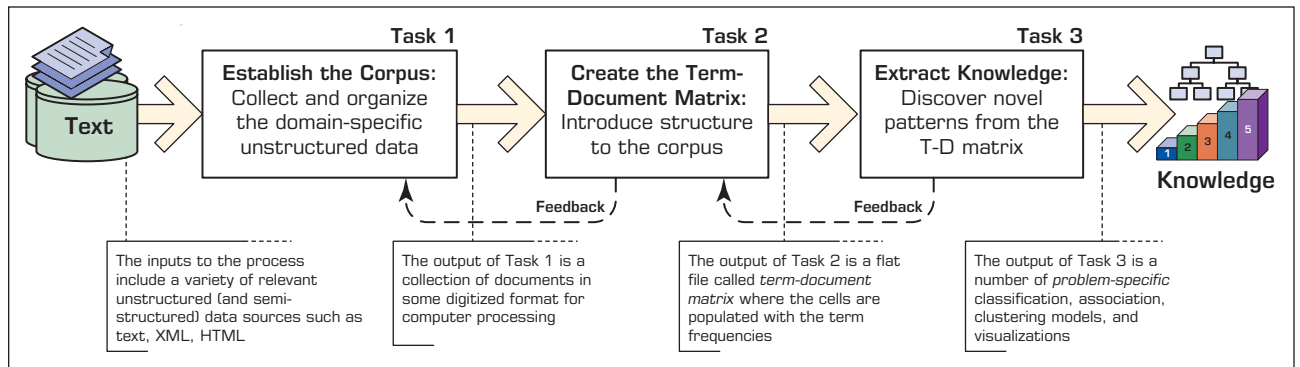 Text
Task 1
Establish the Corpus:
Collect and organize
the domain-specific
unstructured data
Task 2
Create the Term-
Document Matrix:
Introduce structure
to the corpus
Task 3
Extract Knowledge:
Discover novel
patterns from the
T-D matrix
1
2
3
4
5
Knowledge
Feedback
Feedback
The inputs to the process
include a variety of relevant
unstructured (and semi-
structured) data sources such as
text, XML, HTML
The output of Task 1 is a
collection of documents in
some digitized format for
computer processing
The output of Task 2 is a flat
file called term-document
matrix where the cells are
populated with the term
frequencies
The output of Task 3 is a
number of problem-specific
classification, association,
clustering models, and
visualizations